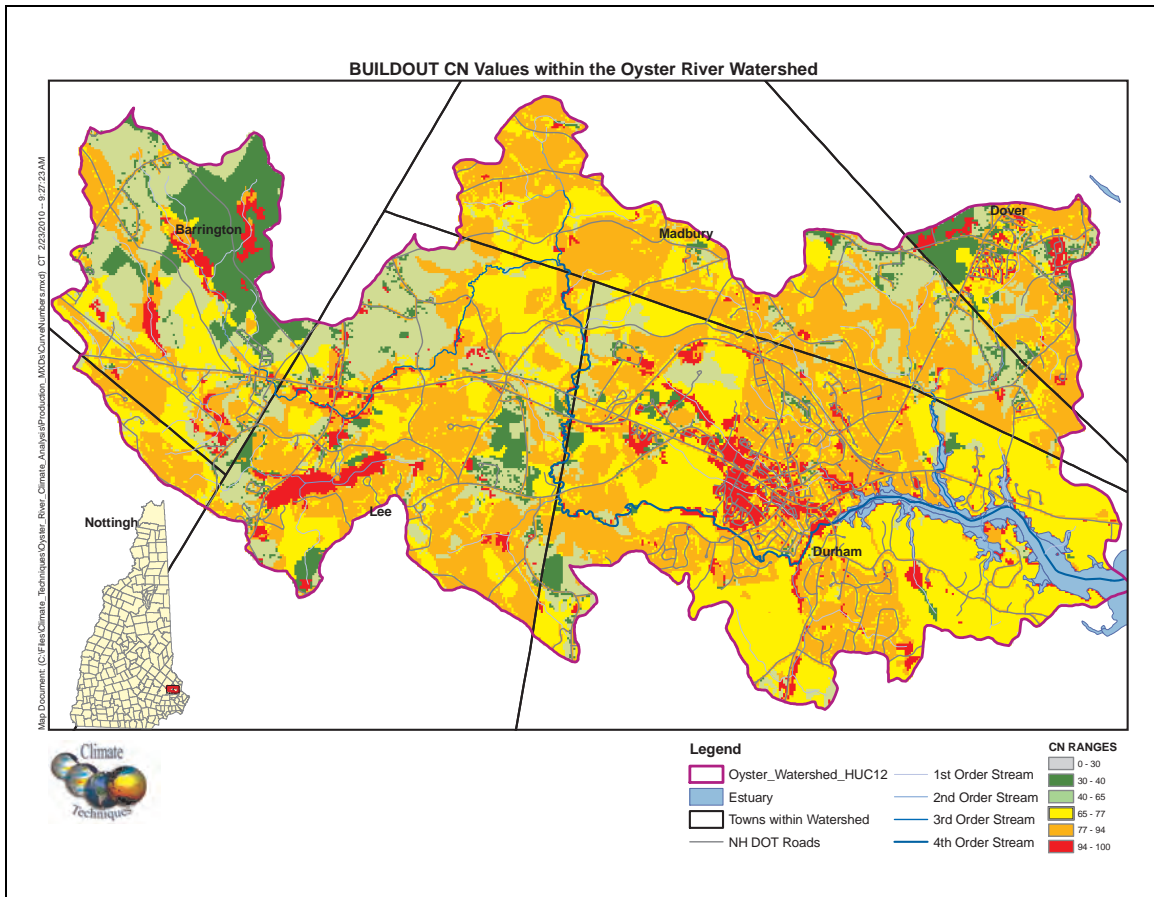 BUILDOUT CN Values within the Oyster River Watershed
Map Document: (C:\Files\Climate_Techniques\Oyster_River_Climate_Analysis\Production_MXDs\CurveNumbers.mxd) CT 2/23/2010 -- 9:27:23 AM
Barrington
Madbury
Dover
Nottingh
Lee
Durham
Climate
Techniques
Legend
Oyster_Watershed_HUC12
Estuary
Towns within Watershed
NH DOT Roads
1st Order Stream
2nd Order Stream
3rd Order Stream
4th Order Stream
CN RANGES
0 - 30
30 - 40
40 - 65
65 - 77
77 - 94
94 - 100